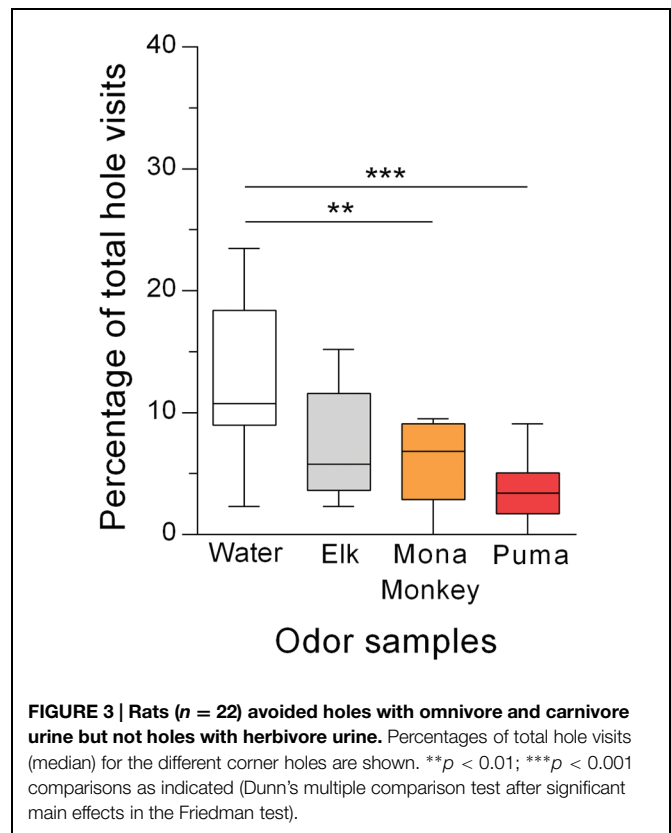 Percentage of total hole visits
40
30
20
10
0
***
**
Water Elk Mona Puma
Monkey
Odor samples
FIGURE 3 | Rats (n = 22) avoided holes with omnivore and carnivore
urine but not holes with herbivore urine. Percentages of total hole visits
(median) for the different corner holes are shown. **p < 0.01; ***p < 0.001
comparisons as indicated (Dunn’s multiple comparison test after significant
main effects in the Friedman test).